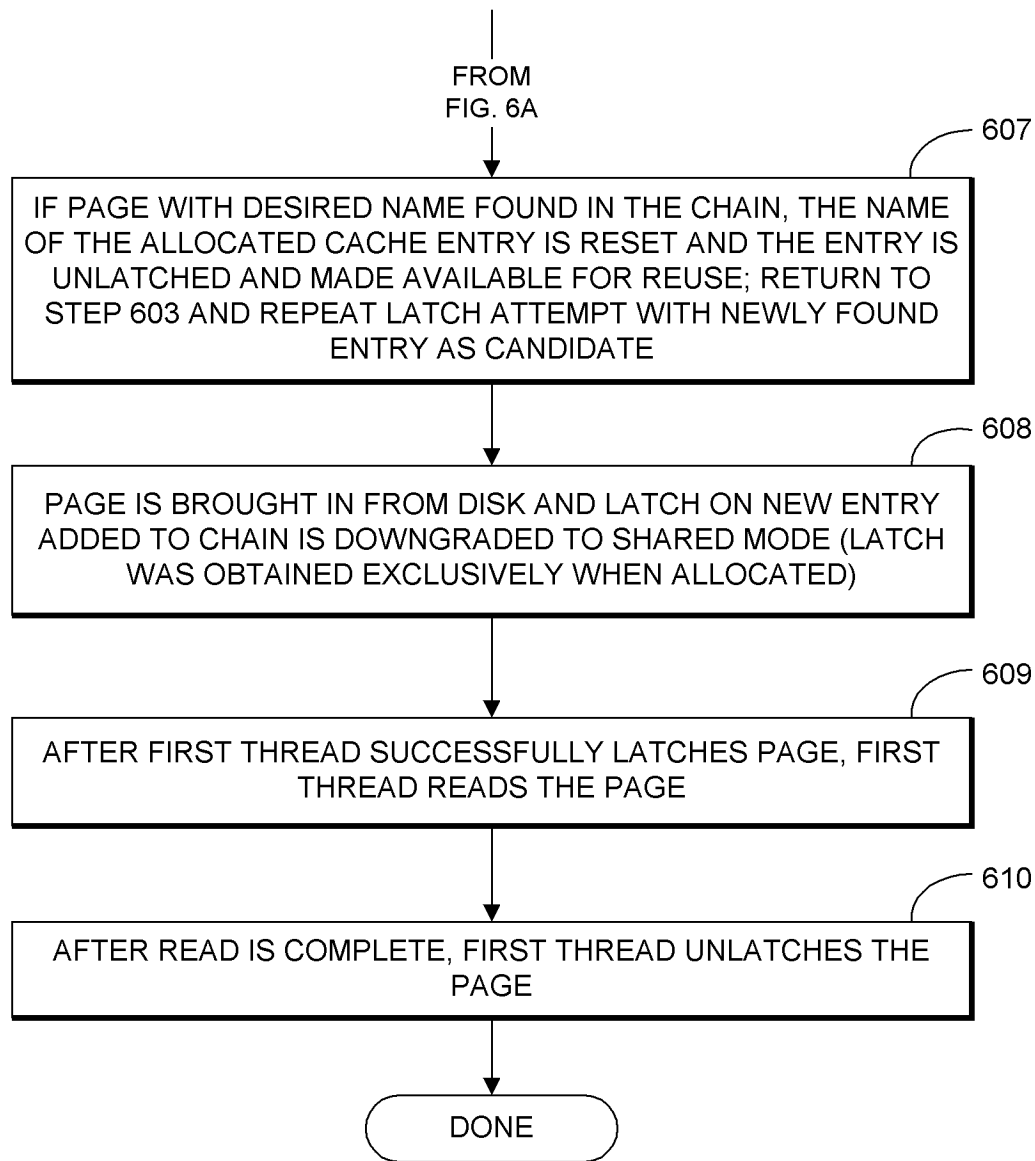 FROM
FIG. 6A
607
IF PAGE WITH DESIRED NAME FOUND IN THE CHAIN, THE NAME
OF THE ALLOCATED CACHE ENTRY IS RESET AND THE ENTRY IS
UNLATCHED AND MADE AVAILABLE FOR REUSE; RETURN TO
STEP 603 AND REPEAT LATCH ATTEMPT WITH NEWLY FOUND
ENTRY AS CANDIDATE
608
PAGE IS BROUGHT IN FROM DISK AND LATCH ON NEW ENTRY
ADDED TO CHAIN IS DOWNGRADED TO SHARED MODE (LATCH
WAS OBTAINED EXCLUSIVELY WHEN ALLOCATED)
609
AFTER FIRST THREAD SUCCESSFULLY LATCHES PAGE, FIRST
THREAD READS THE PAGE
610
AFTER READ IS COMPLETE, FIRST THREAD UNLATCHES THE
PAGE
DONE